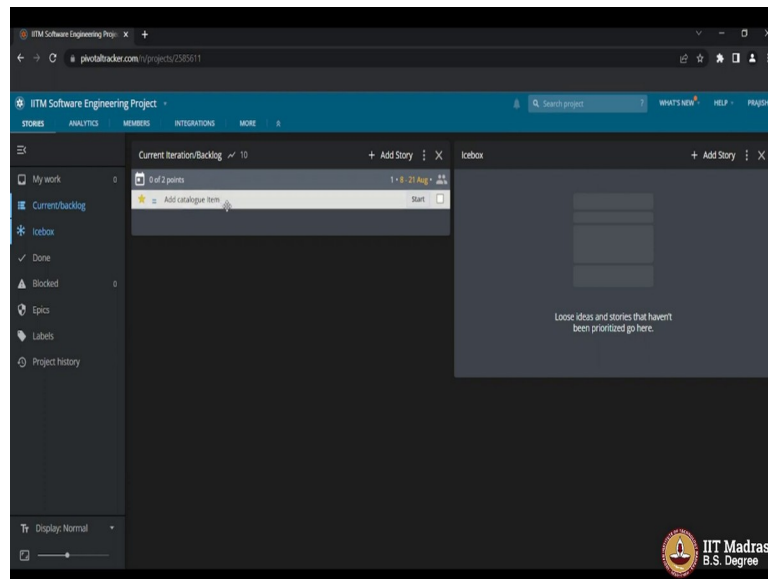 IITM Software Engineering Proje
pivotaltracker.com/n/projects/2585611
IITM Software Engineering Project
Search project
?
WHAT'S NEW
HELP
PRAJISH
STORIES
ANALYTICS
MEMBERS
INTEGRATIONS
MORE
Current Iteration/Backlog
10
+ Add Story
Icebox
+ Add Story
My work
0
0 of 2 points
1 • 8 - 21 Aug •
Add catalogue item
Start
Current/backlog
Icebox
Done
Blocked
0
Epics
Labels
Project history
Loose ideas and stories that haven't
been prioritized go here.
Display: Normal
IIT Madras
B.S. Degree